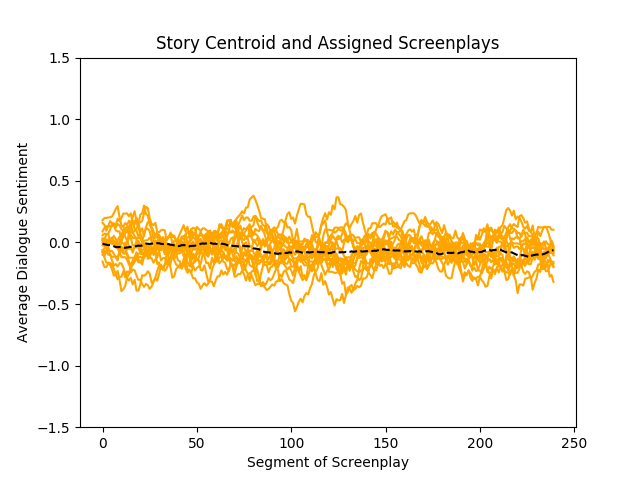 Story Centroid and Assigned Screenplays
1.5
1.0
0.5
0.0
−0.5
−1.0
−1.5
Average Dialogue Sentiment
0 50 100 150 200 250
Segment of Screenplay